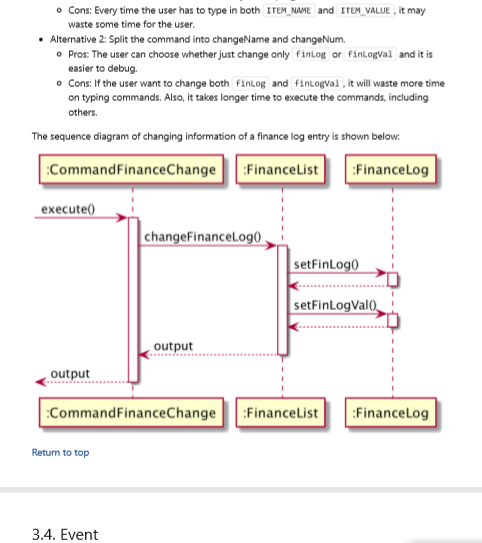 Cons: Every time the user has to type in both ITEM_NAME and ITEM_VALUE , it may
waste some time for the user.
Alternative 2: Split the command into changeName and changeNum.
Pros: The user can choose whether just change only finLog or finLogVal and it is
easier to debug.
Cons: If the user want to change both finLog and finLogVal , it will waste more time
on typing commands. Also, it takes longer time to execute the commands, including
others.
The sequence diagram of changing information of a finance log entry is shown below:
:CommandFinanceChange :FinanceList :FinanceLog
execute()
changeFinanceLog()
setFinLog()
setFinLogVal()
output
output
:CommandFinanceChange :FinanceList :FinanceLog
Return to top
3.4. Event